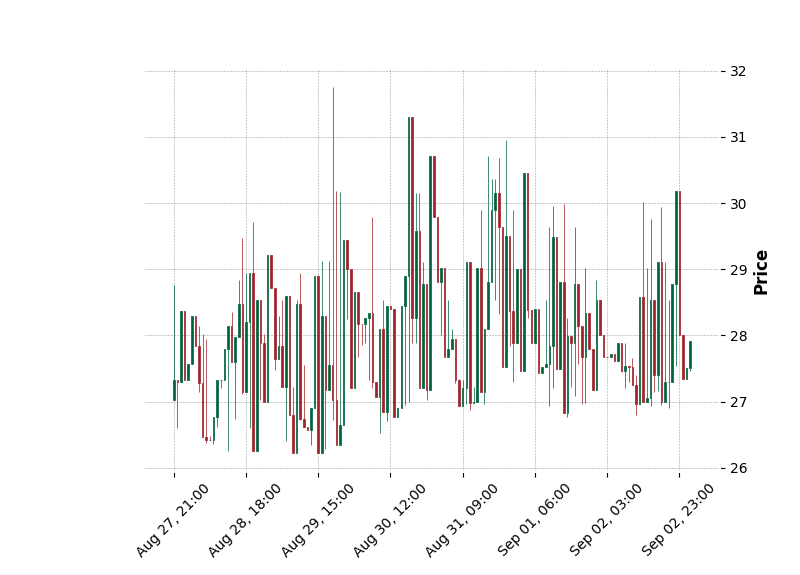 32
31
30
29
28
27
26
Price
Aug 27, 21:00
Aug 28, 18:00
Aug 29, 15:00
Aug 30, 12:00
Aug 31, 09:00
Sep 01, 06:00
Sep 02, 03:00
Sep 02, 23:00